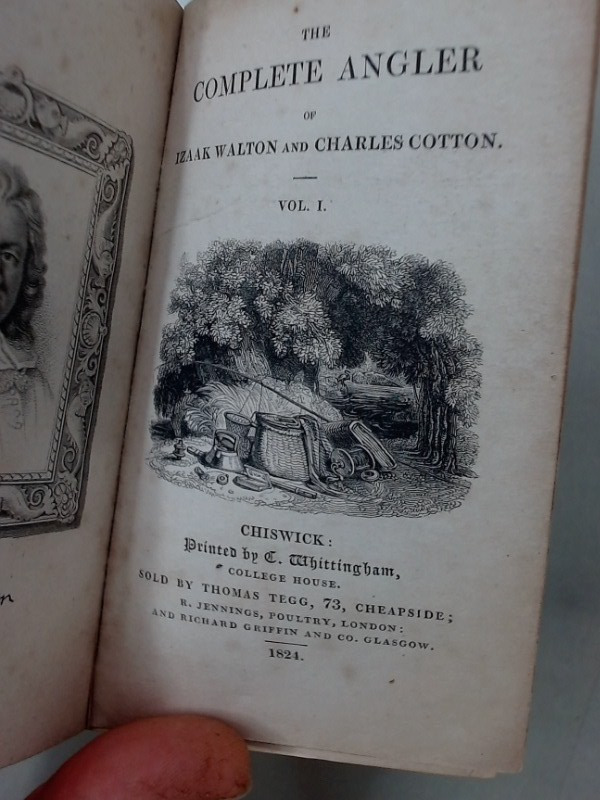 THE
COMPLETE ANGLER
OF
IZAAK WALTON AND CHARLES COTTON.
VOL. I.
CHISWICK:
Printed by C. Whittingham,
COLLEGE HOUSE.
SOLD BY THOMAS TEGG, 73, CHEAPSIDE;
R. JENNINGS, POULTRY, LONDON:
AND RICHARD GRIFFIN AND CO. GLASGOW.
1824.